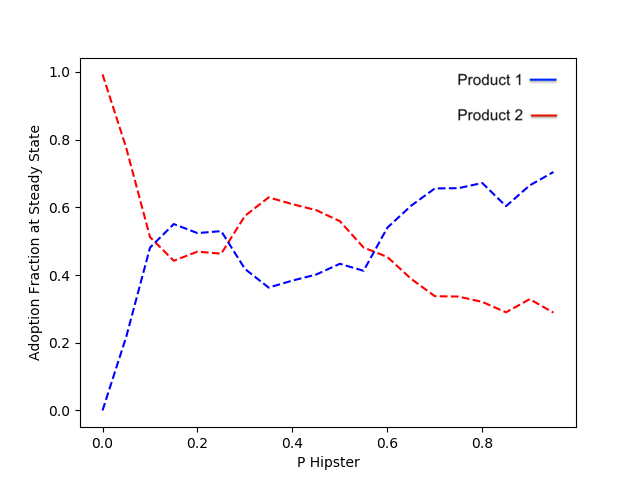 Product 1
Product 2
1.0
0.8
0.6
0.4
0.2
0.0
Adoption Fraction at Steady State
0.0 0.2 0.4 0.6 0.8
P Hipster